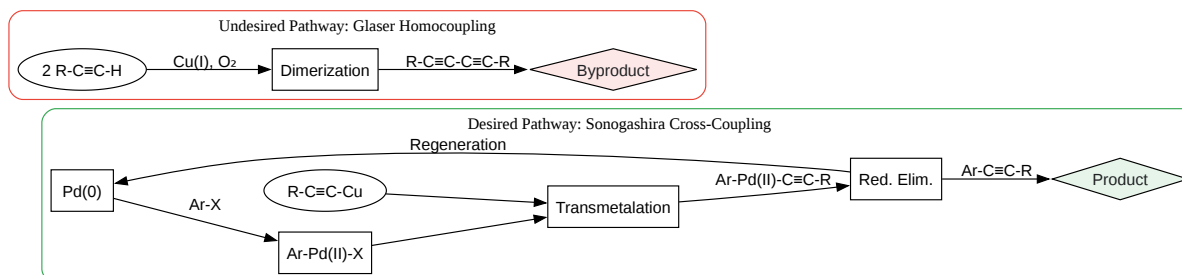 Undesired Pathway: Glaser Homocoupling
2 R-C≡C-H
Cu(I), O₂
Dimerization
R-C≡C-C≡C-R
Byproduct
Desired Pathway: Sonogashira Cross-Coupling
Regeneration
Pd(0)
Ar-X
R-C≡C-Cu
Ar-Pd(II)-X
Transmetalation
Ar-Pd(II)-C≡C-R
Red. Elim.
Ar-C≡C-R
Product